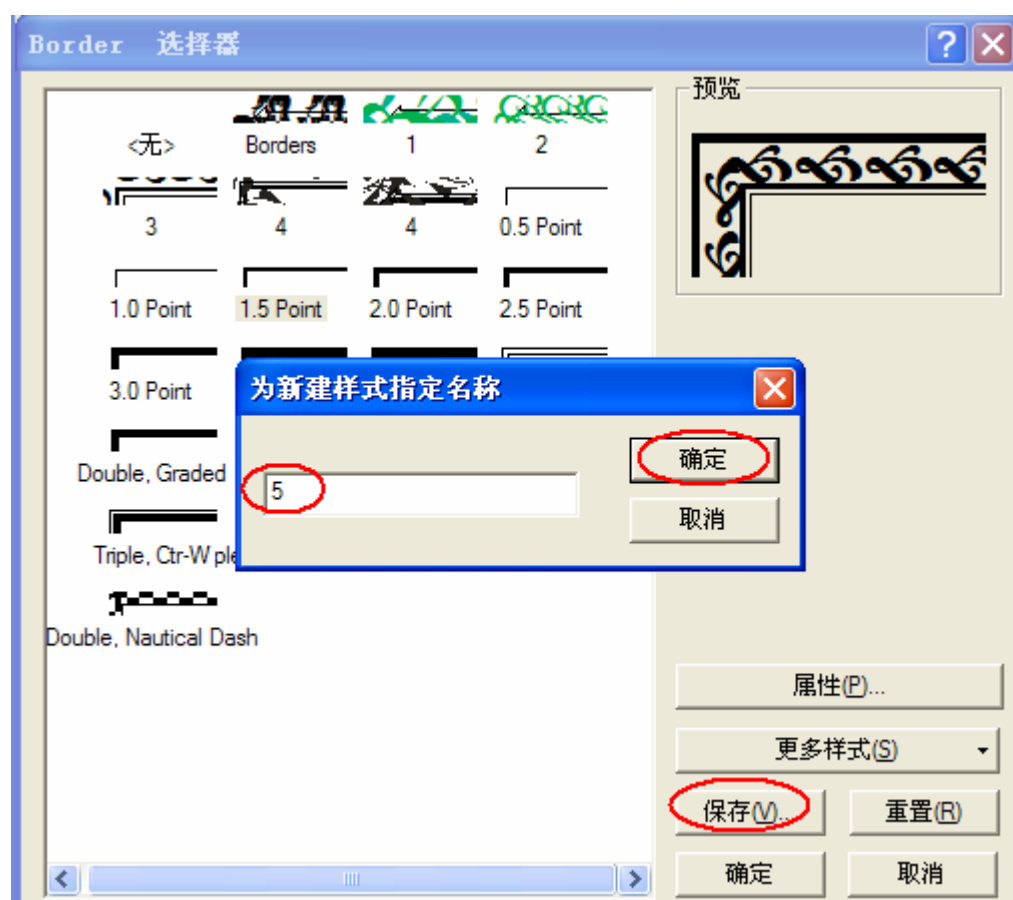 Border 选择器
预览
<无> Borders 1 2
3 4 4 0.5 Point
1.0 Point 1.5 Point 2.0 Point 2.5 Point
3.0 Point
为新建样式指定名称
确定
Double, Graded
5
取消
Triple, Ctr-W
Double, Nautical Dash
属性(P)...
更多样式(S)
保存(V)...
重置(R)
确定
取消